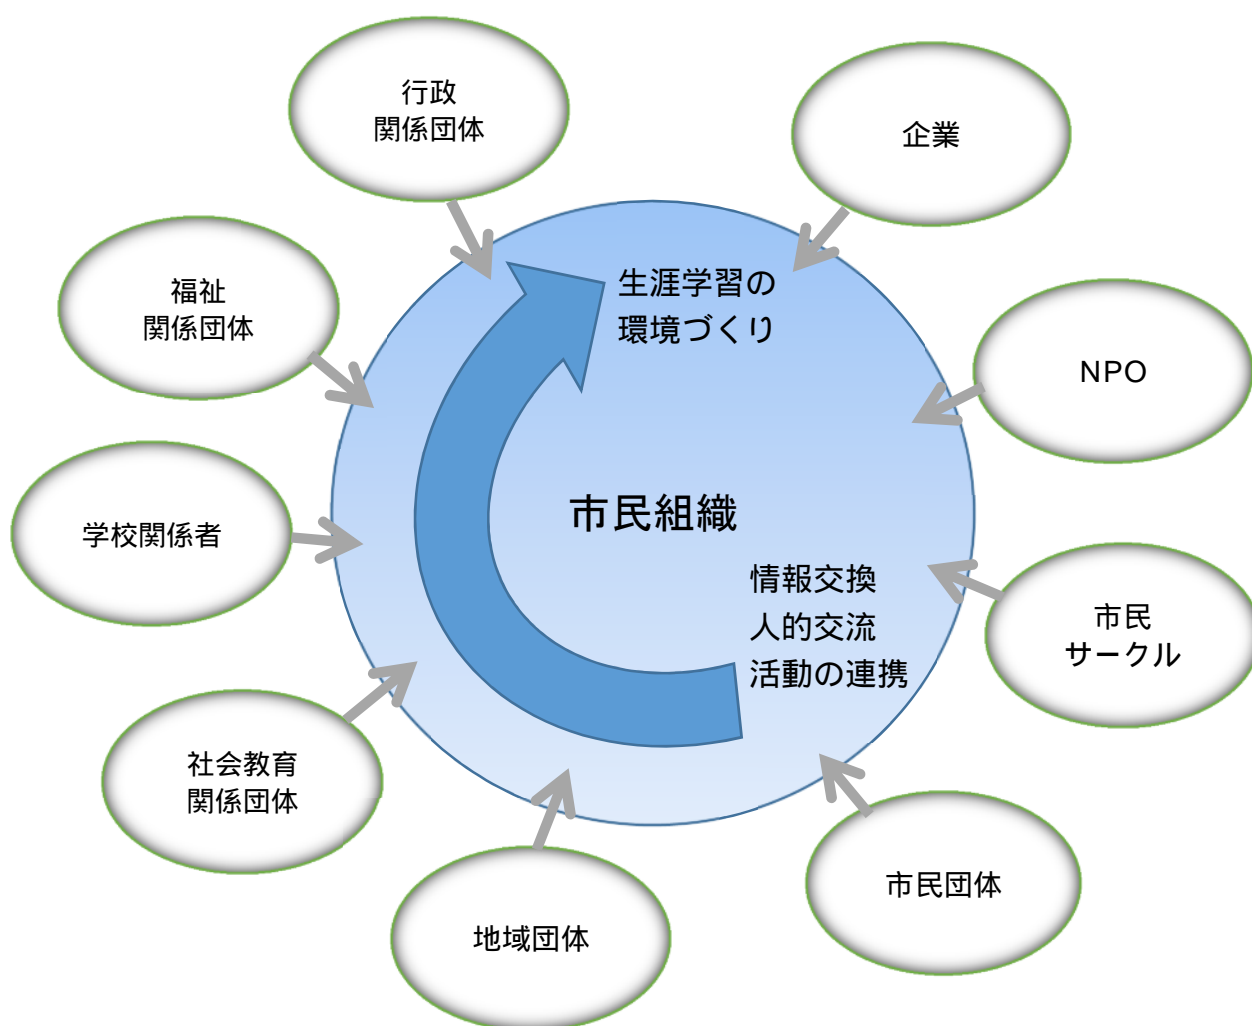 行政
関係団体
企業
福祉
関係団体
生涯学習の
環境づくり
NPO
学校関係者
市民組織
情報交換
人的交流
活動の連携
市民
サークル
社会教育
関係団体
地域団体
市民団体